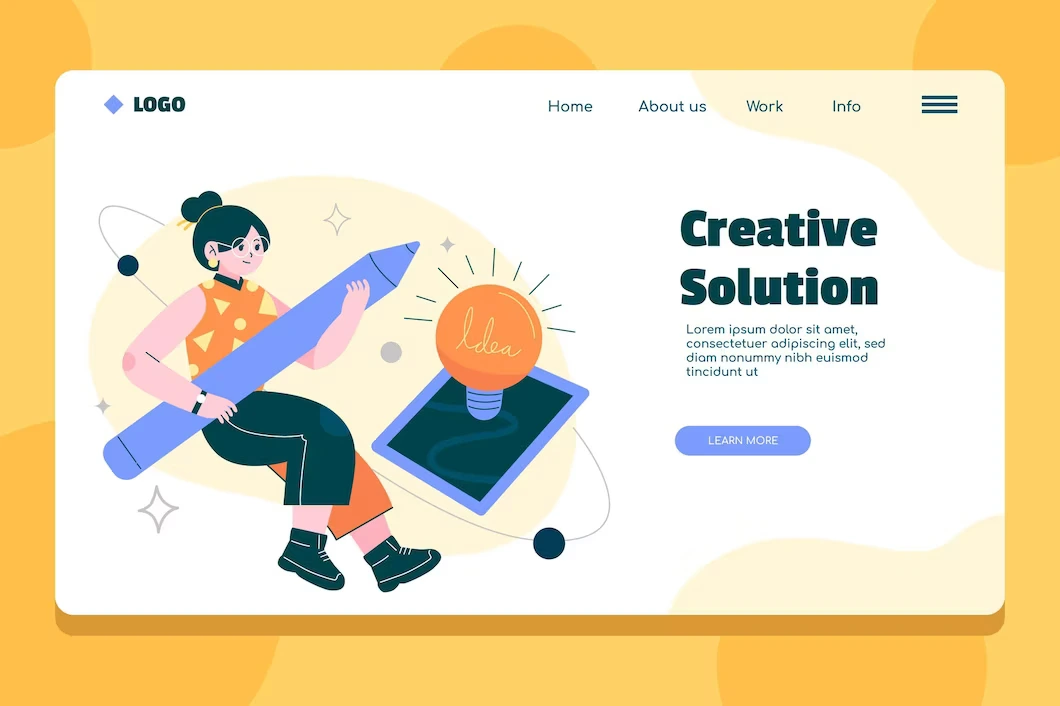 LOGO
Home About us Work Info
Creative
Solution
Lorem ipsum dolor sit amet,
consectetuer adipiscing elit, sed
diam nonummy nibh euismod
tincidunt ut
LEARN MORE
Idea